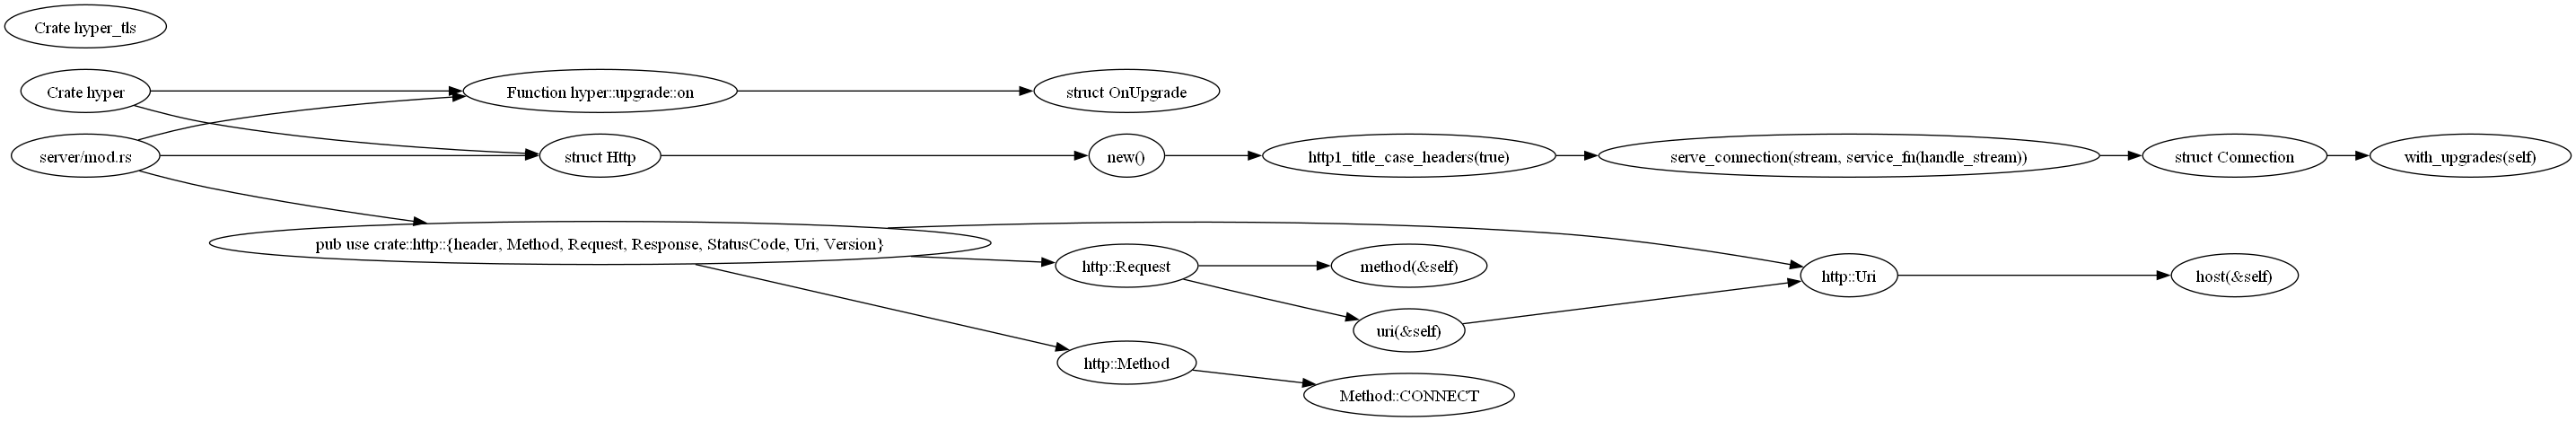 Crate hyper_tls
Crate hyper
Function hyper::upgrade::on
struct OnUpgrade
server/mod.rs
struct Http
new()
http1_title_case_headers(true)
serve_connection(stream, service_fn(handle_stream))
struct Connection
with_upgrades(self)
pub use crate::http::{header, Method, Request, Response, StatusCode, Uri, Version}
http::Request
method(&self)
http::Uri
host(&self)
uri(&self)
http::Method
Method::CONNECT